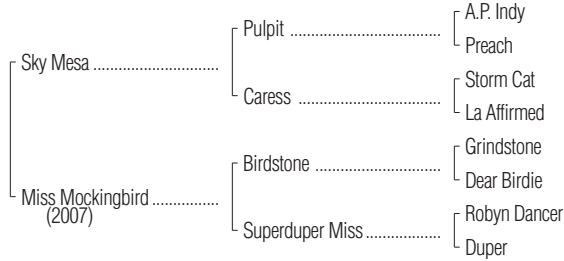 A.P. Indy
Pulpit ..............................
Preach
Sky Mesa ..............................
Storm Cat
Caress ..................................
La Affirmed
Grindstone
Birdstone ..............................
Dear Birdie
Miss Mockingbird ................
(2007)
Robyn Dancer
Superduper Miss ..................
Duper